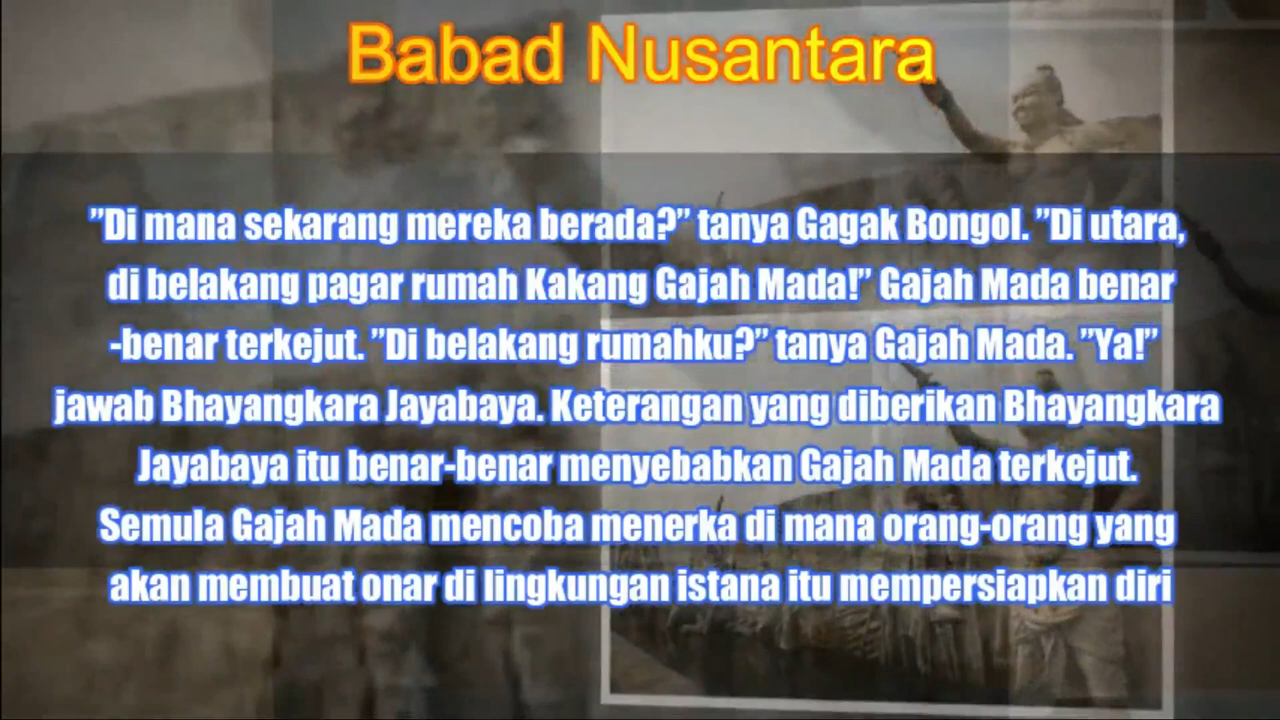 Babad Nusantara
”Di mana sekarang mereka berada?” tanya Gagak Bongol. ”Di utara,
di belakang pagar rumah Kakang Gajah Mada!” Gajah Mada benar
-benar terkejut. ”Di belakang rumahku?” tanya Gajah Mada. ”Ya!”
jawab Bhayangkara Jayabaya. Keterangan yang diberikan Bhayangkara
Jayabaya itu benar-benar menyebabkan Gajah Mada terkejut.
Semula Gajah Mada mencoba menerka di mana orang-orang yang
akan membuat onar di lingkungan istana itu mempersiapkan diri